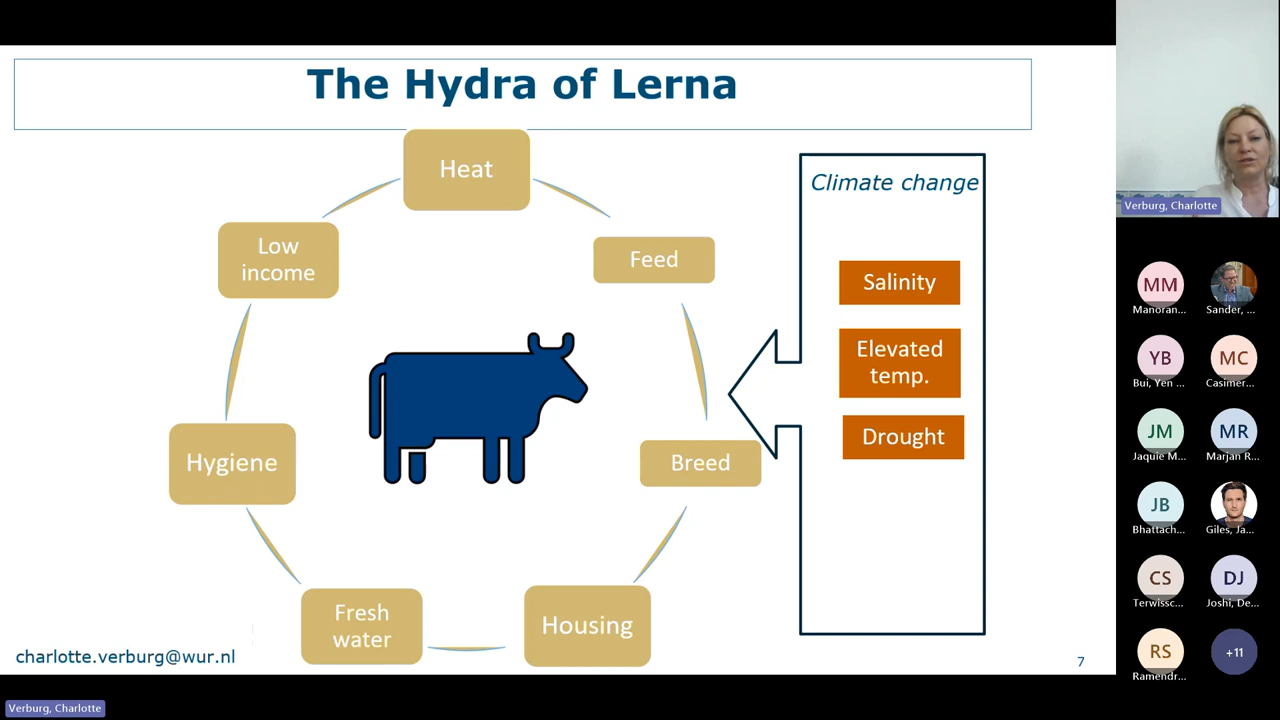 The Hydra of Lerna
Heat
Low
income
Feed
Hygiene
Breed
Fresh
water
Housing
Climate change
Salinity
Elevated
temp.
Drought
charlotte.verburg@wur.nl
7
Verburg, Charlotte
MM
Manoran...
Sander, ...
YB
Bui, Yen ...
MC
Casimer...
JM
Jaquie M...
MR
Marjan R...
JB
Bhattach...
Giles, Ja...
CS
Terwissc...
DJ
Joshi, De...
RS
Ramendr...
+11
Verburg, Charlotte